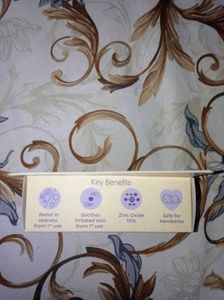 Key Benefits
Relief in
redness
from 1st use
Soothes
irritated skin
from 1st use
Zinc Oxide
15%
Safe for
newborns